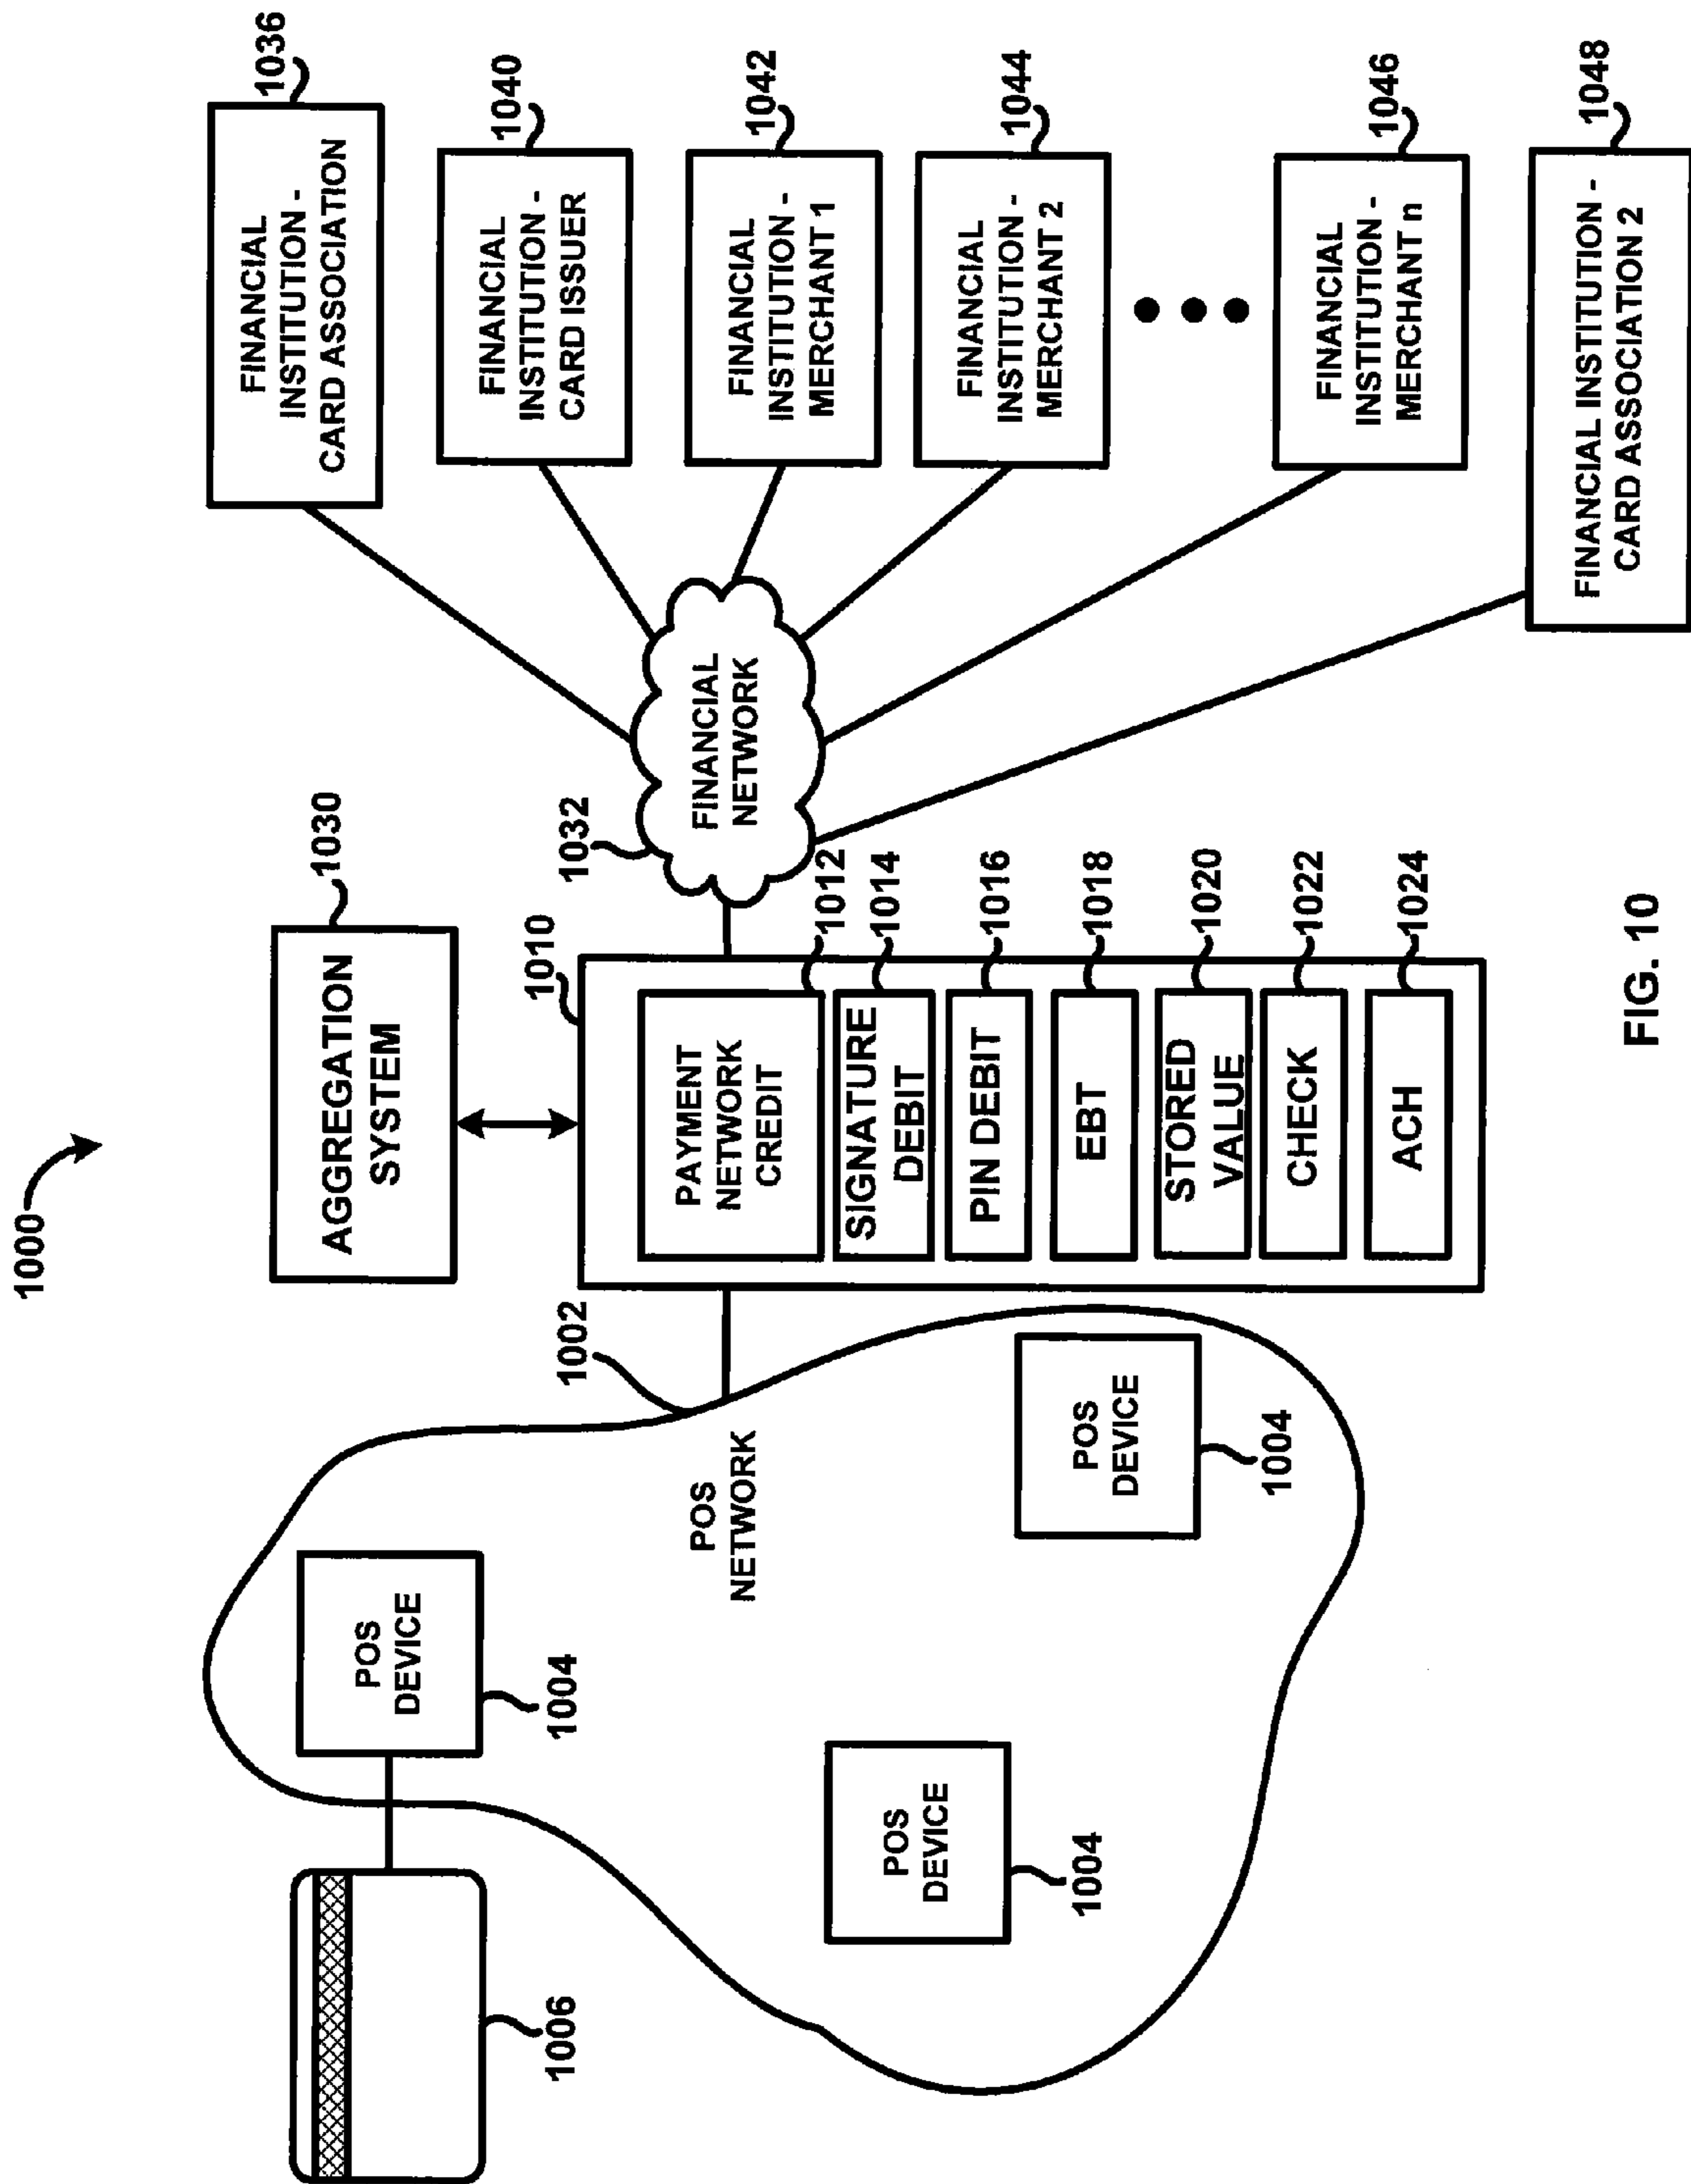 1000
1006
POS
DEVICE
1004
POS
DEVICE
1004
POS
NETWORK
1002
POS
DEVICE
1004
AGGREGATION
SYSTEM
1030
1010
PAYMENT
NETWORK
CREDIT
1012
SIGNATURE
DEBIT
1014
PIN DEBIT
1016
EBT
1018
STORED
VALUE
1020
CHECK
1022
ACH
1024
1032
FINANCIAL
NETWORK
FINANCIAL
INSTITUTION -
CARD ASSOCIATION
1036
FINANCIAL
INSTITUTION -
CARD ISSUER
1040
FINANCIAL
INSTITUTION -
MERCHANT 1
1042
FINANCIAL
INSTITUTION -
MERCHANT 2
1044
FINANCIAL
INSTITUTION -
MERCHANT n
1046
FINANCIAL INSTITUTION -
CARD ASSOCIATION 2
1048
FIG. 10